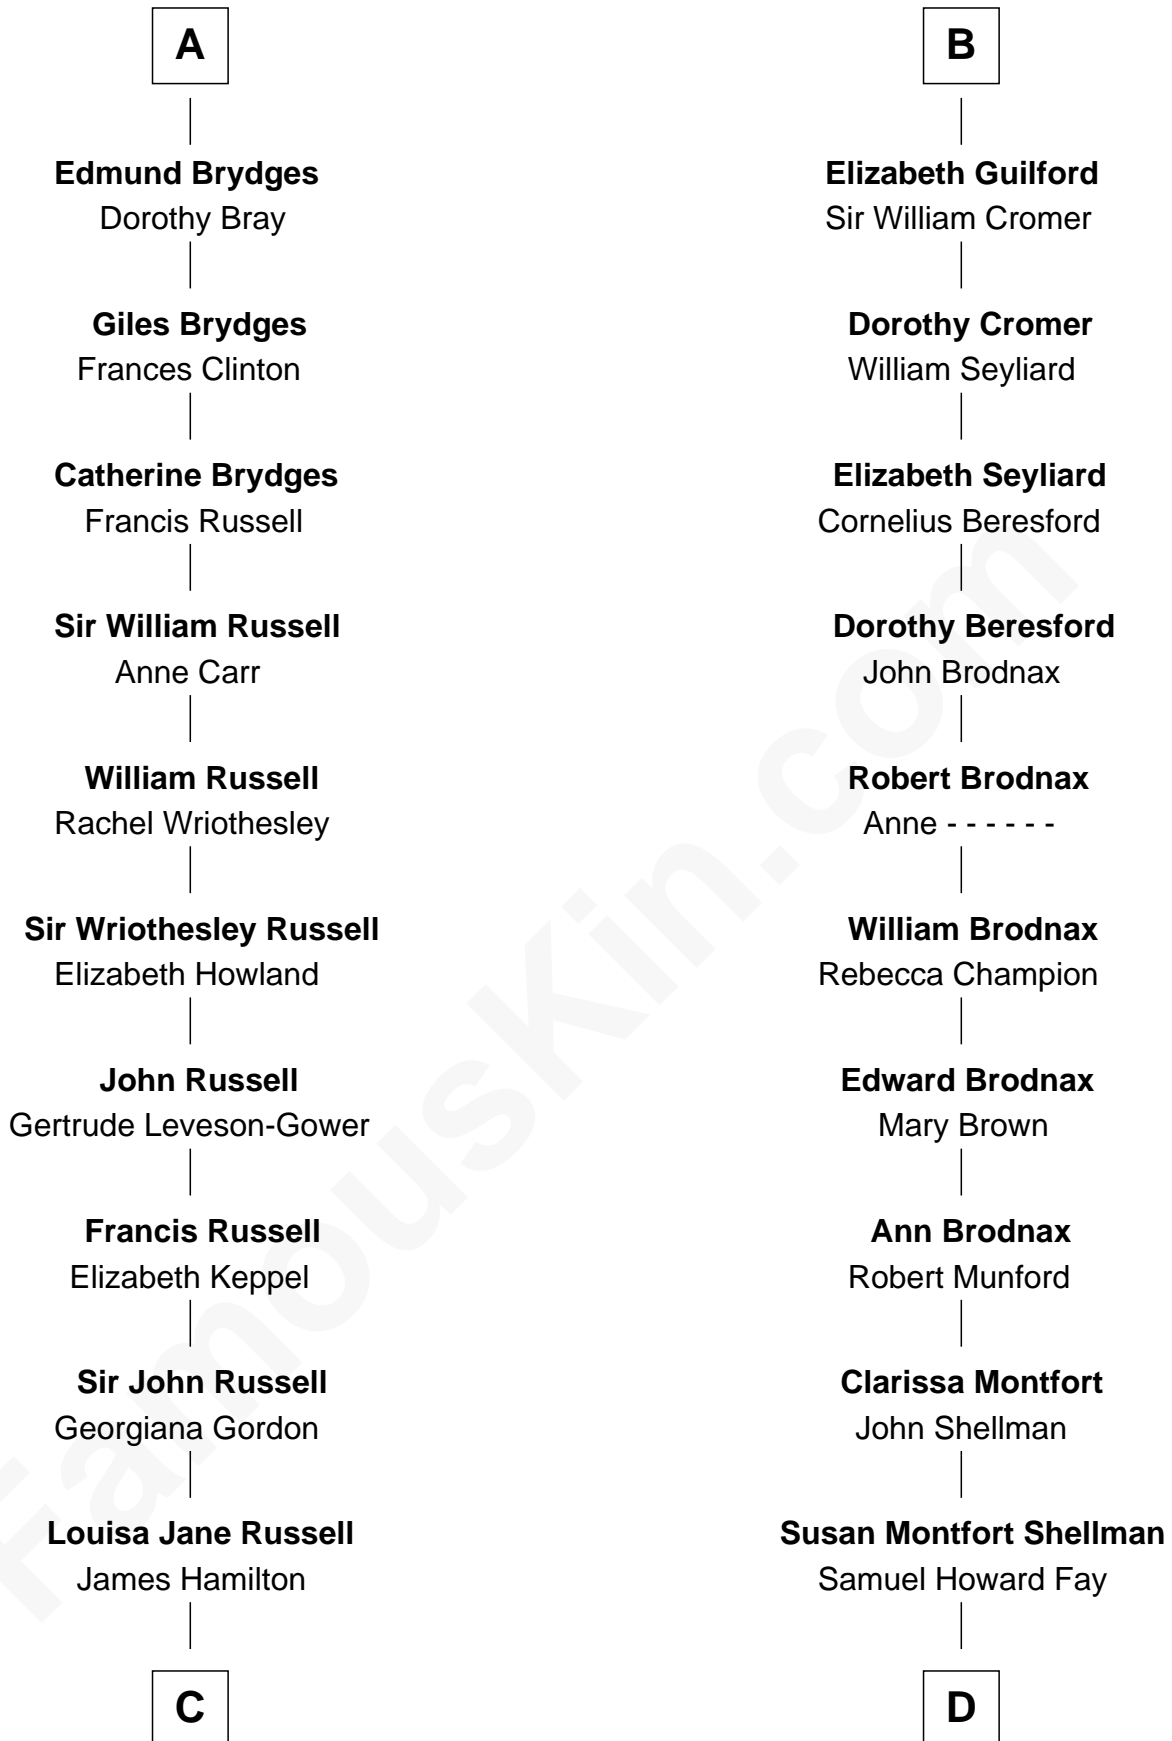 A
Edmund Brydges
Dorothy Bray
Giles Brydges
Frances Clinton
Catherine Brydges
Francis Russell
Sir William Russell
Anne Carr
William Russell
Rachel Wriothesley
Sir Wriothesley Russell
Elizabeth Howland
John Russell
Gertrude Leveson-Gower
Francis Russell
Elizabeth Keppel
Sir John Russell
Georgiana Gordon
Louisa Jane Russell
James Hamilton
C
B
Elizabeth Guilford
Sir William Cromer
Dorothy Cromer
William Seyliard
Elizabeth Seyliard
Cornelius Beresford
Dorothy Beresford
John Brodnax
Robert Brodnax
Anne - - - - - -
William Brodnax
Rebecca Champion
Edward Brodnax
Mary Brown
Ann Brodnax
Robert Munford
Clarissa Montfort
John Shellman
Susan Montfort Shellman
Samuel Howard Fay
D
FamousKin.com